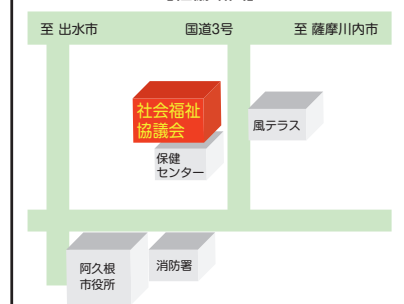 至 出水市 国道3号 至 薩摩川内市
社会福祉
協議会
風テラス
保健
センター
阿久根
市役所
消防署